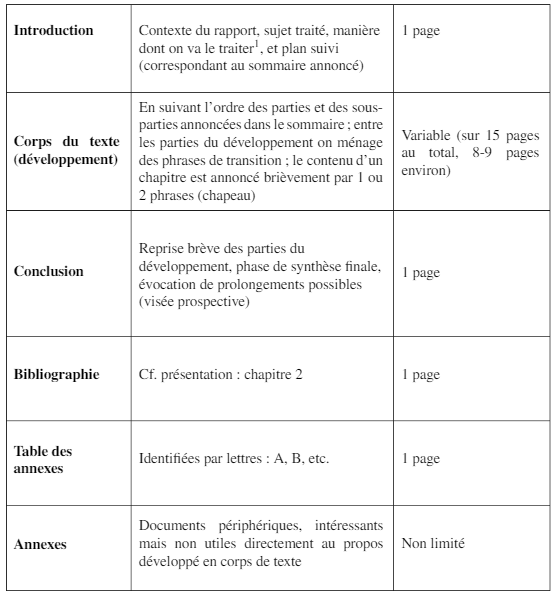 Introduction
Contexte du rapport, sujet traité, manière
dont on va le traiter1, et plan suivi
(correspondant au sommaire annoncé)
1 page
Corps du texte
(développement)
En suivant l’ordre des parties et des sous-
parties annoncées dans le sommaire ; entre
les parties du développement on ménage
des phrases de transition ; le contenu d’un
chapitre est annoncé brièvement par 1 ou
2 phrases (chapeau)
Variable (sur 15 pages
au total, 8-9 pages
environ)
Conclusion
Reprise brève des parties du
développement, phase de synthèse finale,
évocation de prolongements possibles
(visée prospective)
1 page
Bibliographie
Cf. présentation : chapitre 2
1 page
Table des
annexes
Identifiées par lettres : A, B, etc.
1 page
Annexes
Documents périphériques, intéressants
mais non utiles directement au propos
développé en corps de texte
Non limité